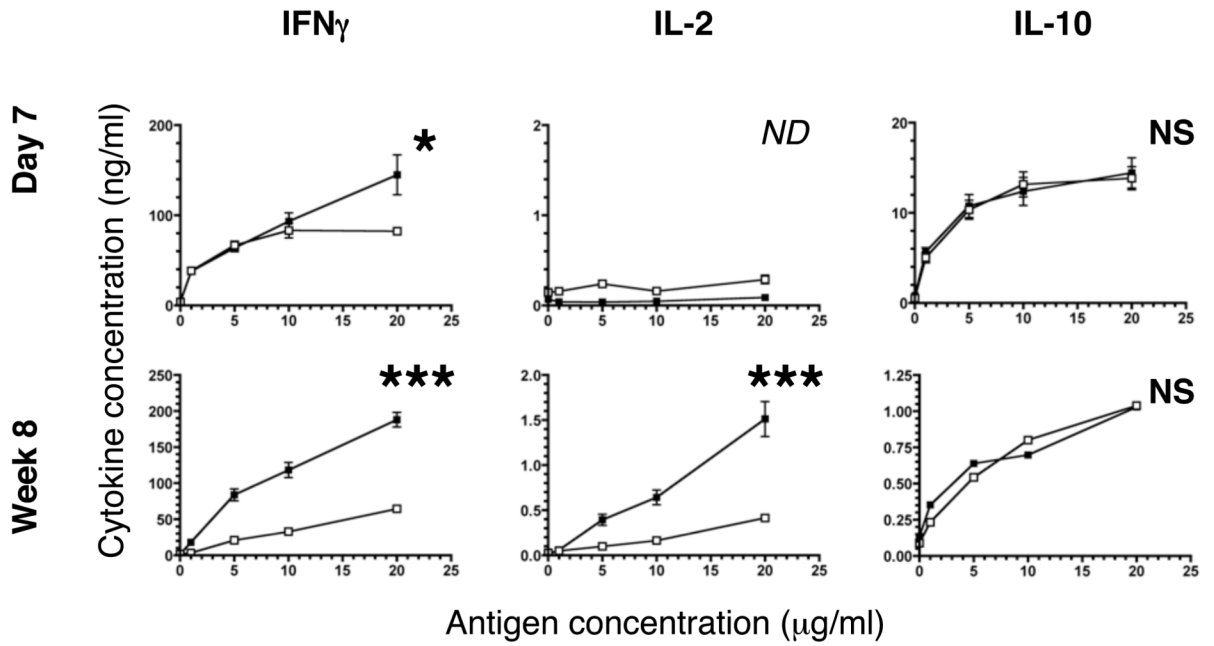 IFNγ IL-2 IL-10
Day 7
Cytokine concentration (ng/ml)
200
100
0
0 5 10 15 20 25
*
2
1
0
0 5 10 15 20 25
ND
20
10
0
0 5 10 15 20 25
NS
Week 8
250
200
150
100
50
0
0 5 10 15 20 25
***
2.0
1.5
1.0
0.5
0.0
0 5 10 15 20 25
***
1.25
1.00
0.75
0.50
0.25
0.00
0 5 10 15 20 25
NS
Antigen concentration (μg/ml)